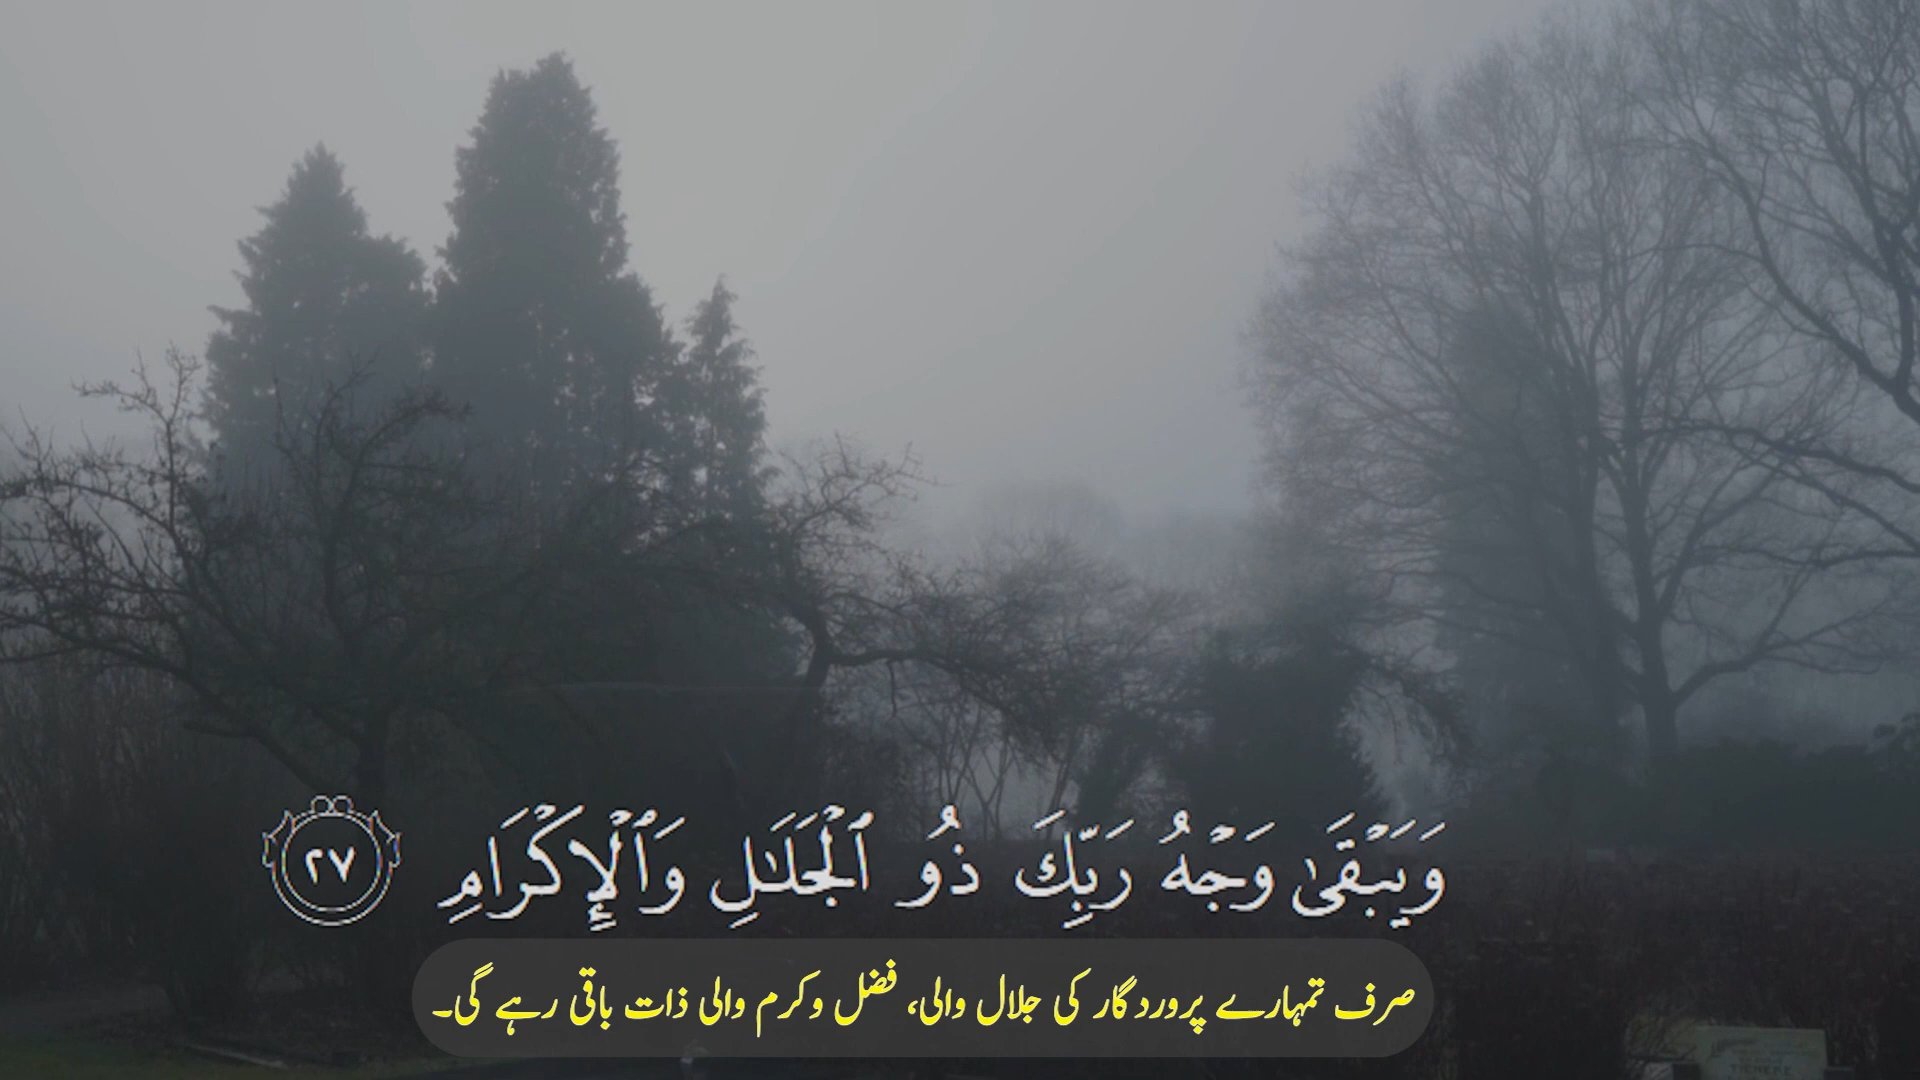 وَيَبْقَىٰ وَجْهُ رَبِّكَ ذُو ٱلْجَلَـٰلِ وَٱلْإِكْرَامِ ٢٧
صرف تمہارے پروردگار کی جلال والی، فضل وکرم والی ذات باقی رہے گی۔